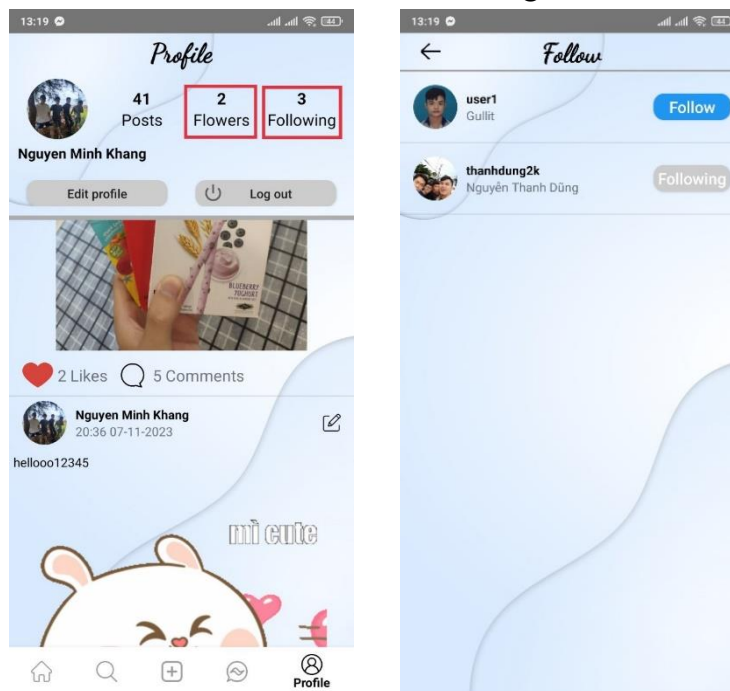 13:19
44
Profile
41
Posts
2
Flowers
3
Following
Nguyen Minh Khang
Edit profile
Log out
BLUEBERRY
YOGHURT
2 Likes
5 Comments
Nguyen Minh Khang
20:36 07-11-2023
hellooo12345
mì cute
Profile
13:19
44
Follow
user1
Gullit
Follow
thanhdung2k
Nguyễn Thanh Dũng
Following